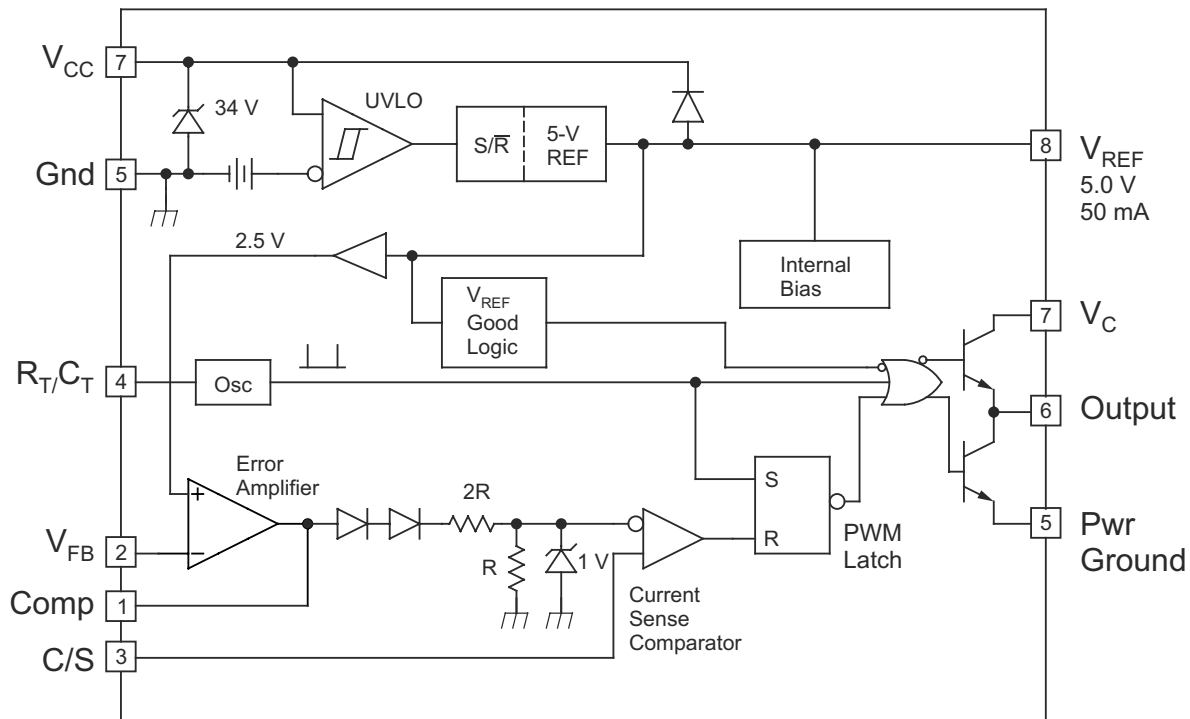 V_CC
7
34 V
UVLO
S/R̅
5-V
REF
8
V_REF
5.0 V
50 mA
Gnd
5
2.5 V
Internal
Bias
V_REF
Good
Logic
7
V_C
R_T/C_T
4
Osc
6
Output
Error
Amplifier
+
−
2R
S
R
PWM
Latch
5
Pwr
Ground
V_FB
2
R
1 V
Comp
1
Current
Sense
Comparator
C/S
3